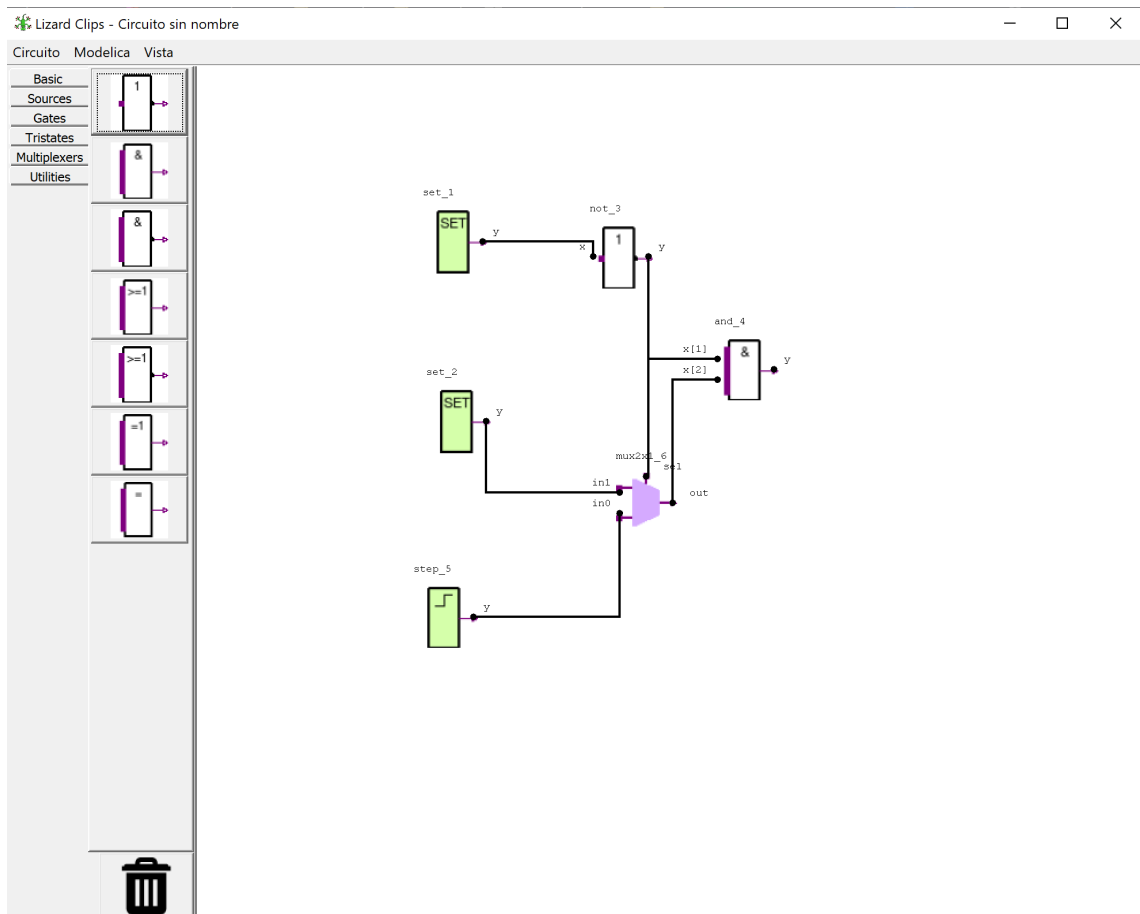 Lizard Clips - Circuito sin nombre
Circuito Modelica Vista
Basic
Sources
Gates
Tristates
Multiplexers
Utilities
1
&
&
>=1
>=1
=1
=
set_1
SET
y
not_3
x
1
y
and_4
x[1]
x[2]
&
y
set_2
SET
y
mux2x1_6
sel
in1
in0
out
step_5
y